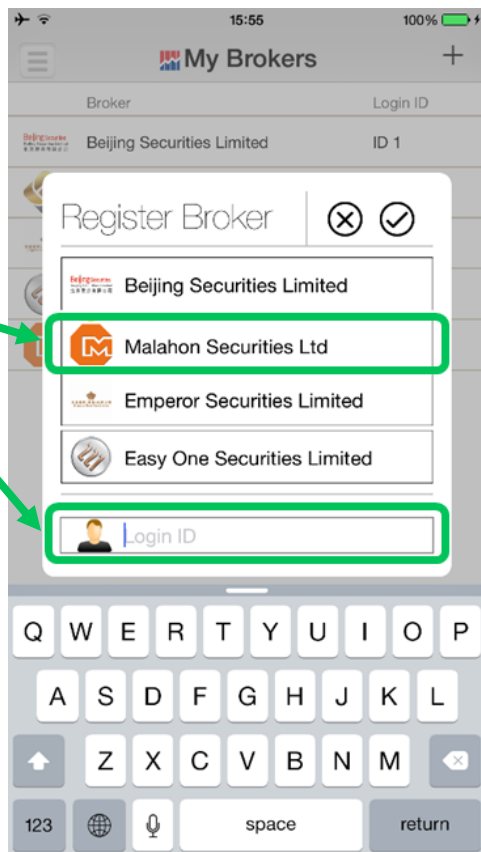 15:55 100%
My Brokers +
Broker Login ID
Beijing Securities Limited ID 1
Register Broker
Beijing Securities Limited
Malahon Securities Ltd
Emperor Securities Limited
Easy One Securities Limited
Login ID
Q W E R T Y U I O P
A S D F G H J K L
Z X C V B N M
123 space return